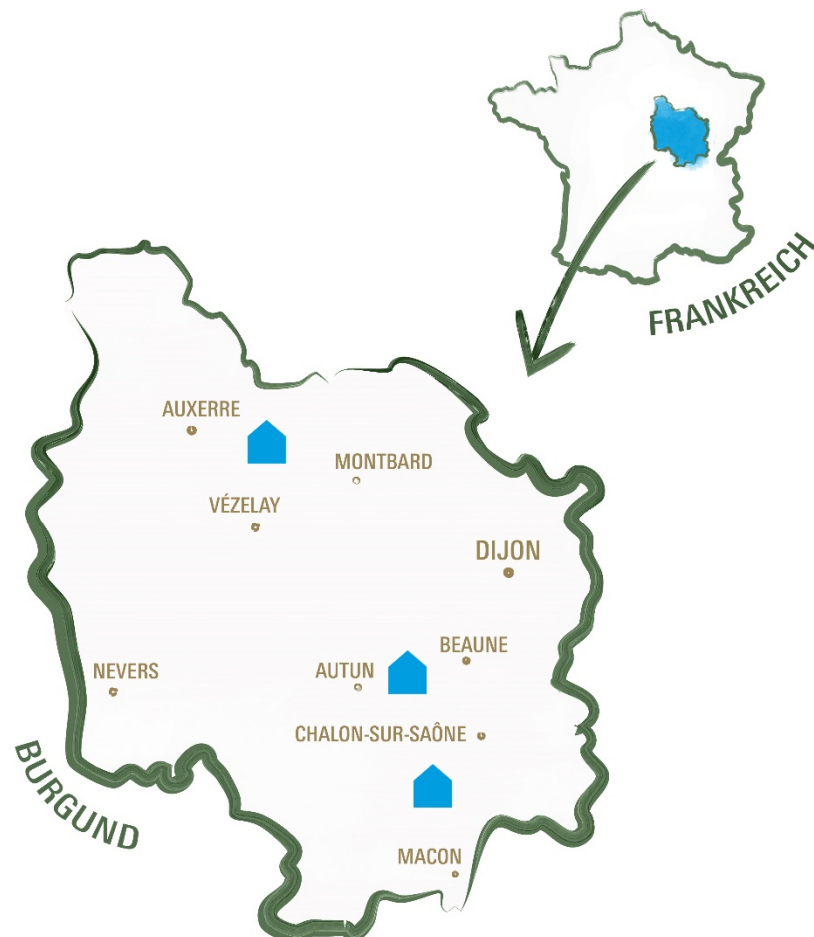 FRANKREICH
AUXERRE
MONTBARD
VÉZELAY
DIJON
BEAUNE
NEVERS
AUTUN
CHALON-SUR-SAÔNE
BURGUND
MACON